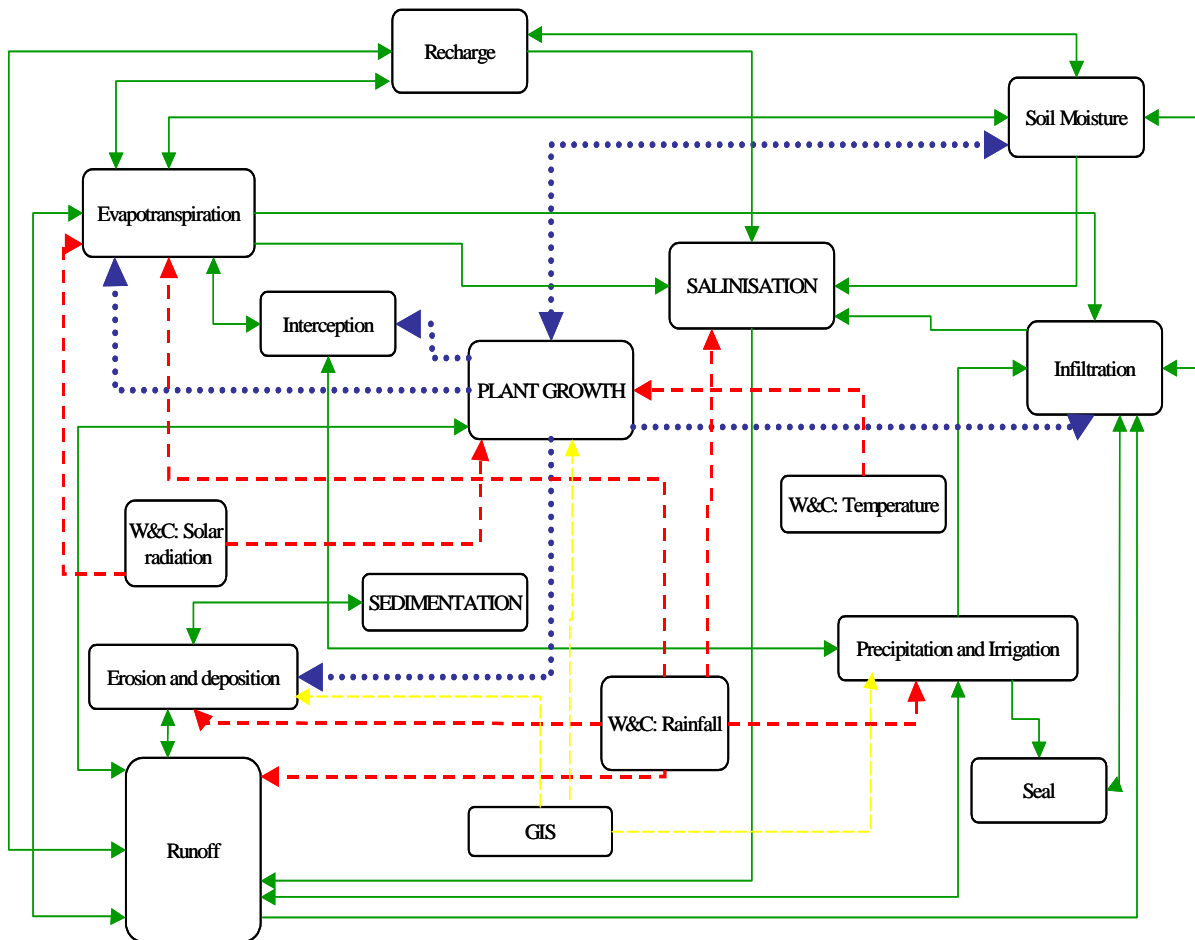 Recharge
Soil Moisture
Evapotranspiration
SALINISATION
Interception
Infiltration
PLANT GROWTH
W&C: Temperature
W&C: Solar
radiation
SEDIMENTATION
Precipitation and Irrigation
Erosion and deposition
W&C: Rainfall
Seal
GIS
Runoff